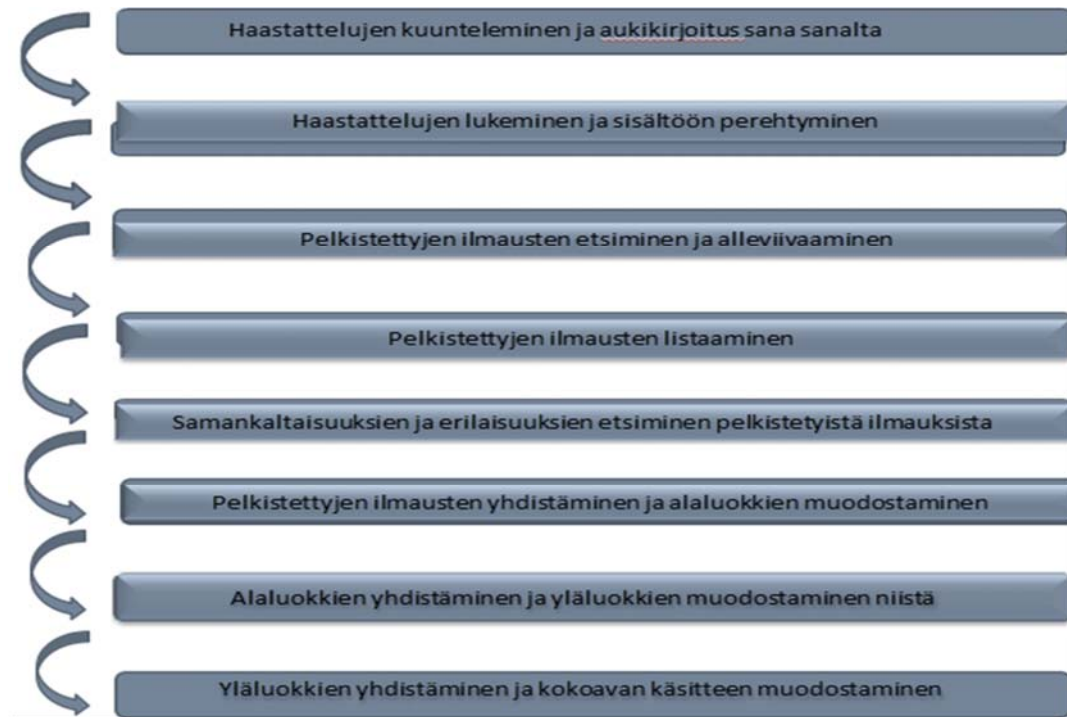 Haastattelujen kuunteleminen ja aukikirjoitus sana sanalta
Haastattelujen lukeminen ja sisältöön perehtyminen
Pelkistettyjen ilmausten etsiminen ja alleviivaaminen
Pelkistettyjen ilmausten listaaminen
Samankaltaisuuksien ja erilaisuuksien etsiminen pelkistetyistä ilmauksista
Pelkistettyjen ilmausten yhdistäminen ja alaluokkien muodostaminen
Alaluokkien yhdistäminen ja yläluokkien muodostaminen niistä
Yläluokkien yhdistäminen ja kokoavan käsitteen muodostaminen